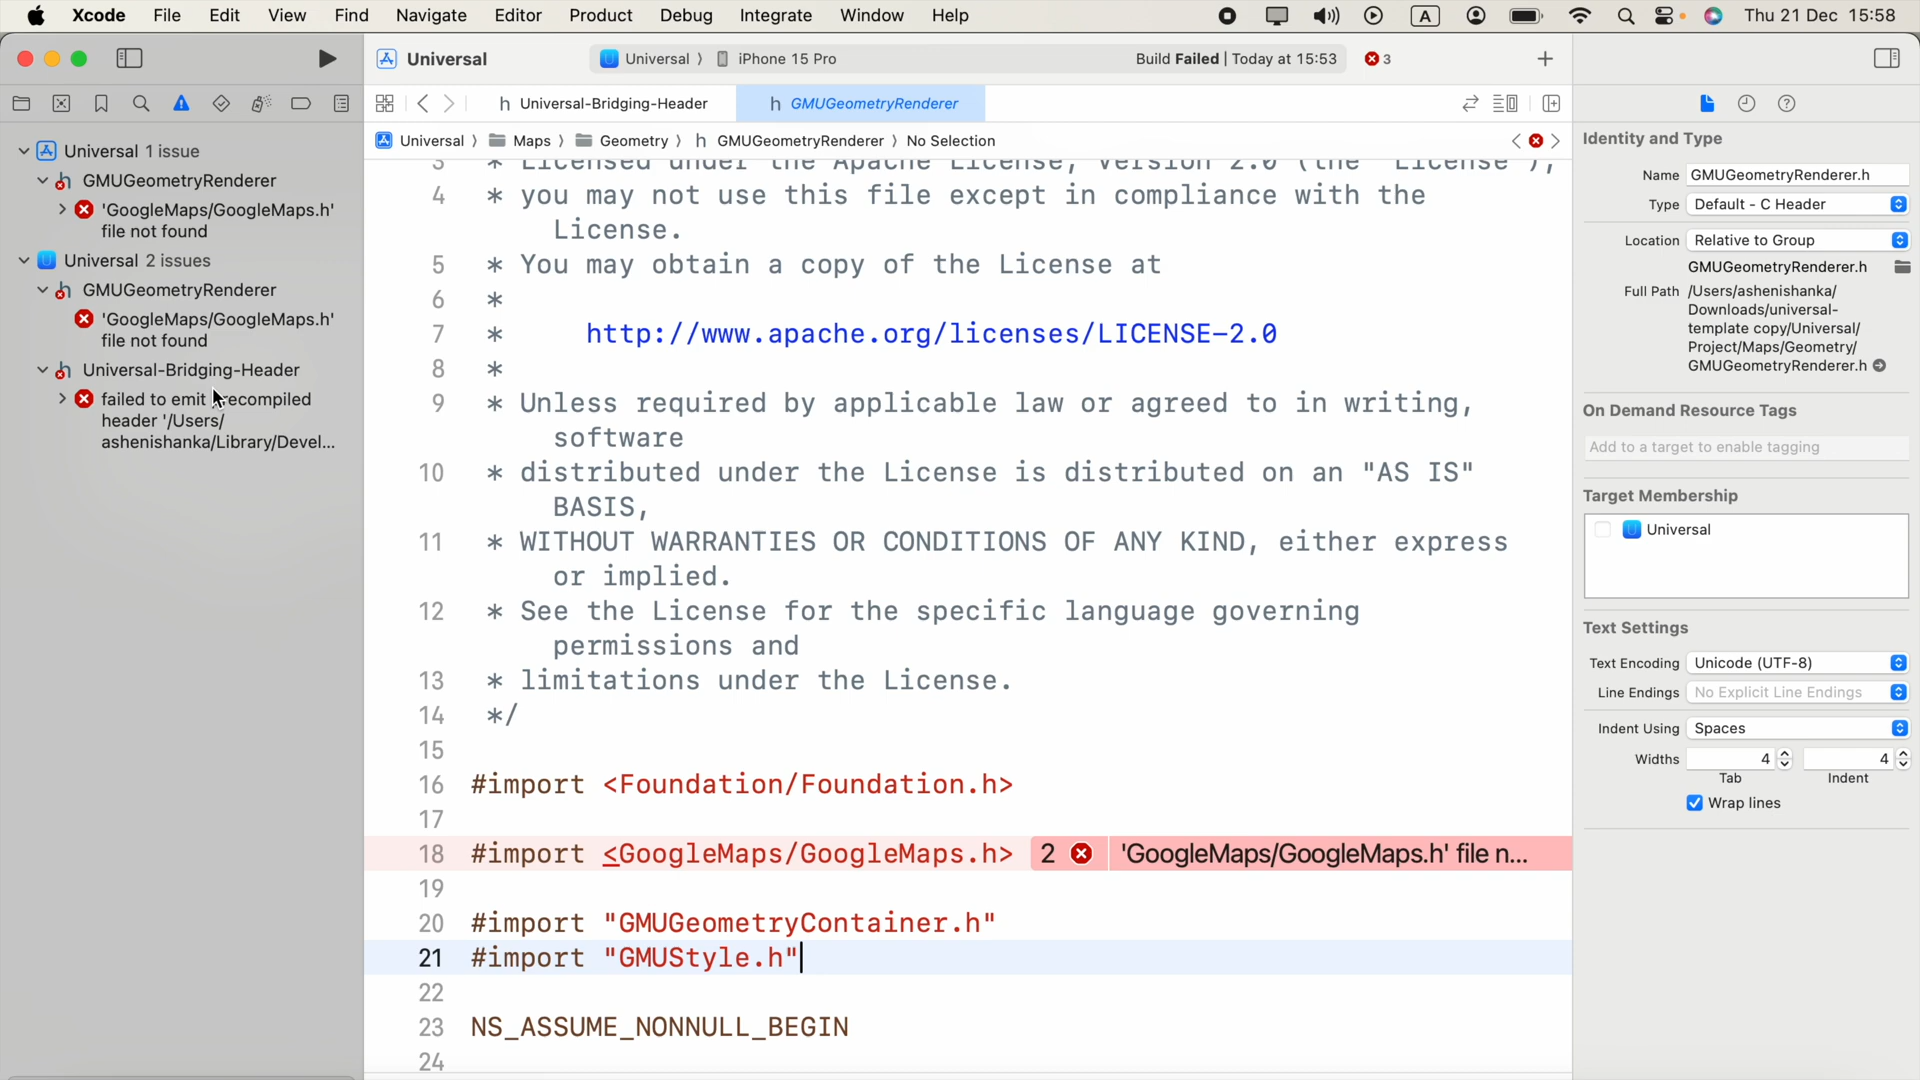 Xcode File Edit View Find Navigate Editor Product Debug Integrate Window Help A Thu 21 Dec 15:58
Universal Universal iPhone 15 Pro Build Failed | Today at 15:53 3
h Universal-Bridging-Header h GMUGeometryRenderer
Universal Maps Geometry h GMUGeometryRenderer No Selection
Universal 1 issue
h GMUGeometryRenderer
'GoogleMaps/GoogleMaps.h'
file not found
Universal 2 issues
h GMUGeometryRenderer
'GoogleMaps/GoogleMaps.h'
file not found
h Universal-Bridging-Header
failed to emit recompiled
header '/Users/
ashenishanka/Library/Devel...
3 * Licensed under the Apache License, Version 2.0 (the "License");
4 * you may not use this file except in compliance with the
License.
5 * You may obtain a copy of the License at
6 *
7 * http://www.apache.org/licenses/LICENSE-2.0
8 *
9 * Unless required by applicable law or agreed to in writing,
software
10 * distributed under the License is distributed on an "AS IS"
BASIS,
11 * WITHOUT WARRANTIES OR CONDITIONS OF ANY KIND, either express
or implied.
12 * See the License for the specific language governing
permissions and
13 * limitations under the License.
14 */
15
16 #import <Foundation/Foundation.h>
17
18 #import <GoogleMaps/GoogleMaps.h> 2 'GoogleMaps/GoogleMaps.h' file n...
19
20 #import "GMUGeometryContainer.h"
21 #import "GMUStyle.h"
22
23 NS_ASSUME_NONNULL_BEGIN
24
Identity and Type
Name GMUGeometryRenderer.h
Type Default - C Header
Location Relative to Group
GMUGeometryRenderer.h
Full Path /Users/ashenishanka/
Downloads/universal-
template copy/Universal/
Project/Maps/Geometry/
GMUGeometryRenderer.h
On Demand Resource Tags
Add to a target to enable tagging
Target Membership
Universal
Text Settings
Text Encoding Unicode (UTF-8)
Line Endings No Explicit Line Endings
Indent Using Spaces
Widths 4 4
Tab Indent
Wrap lines